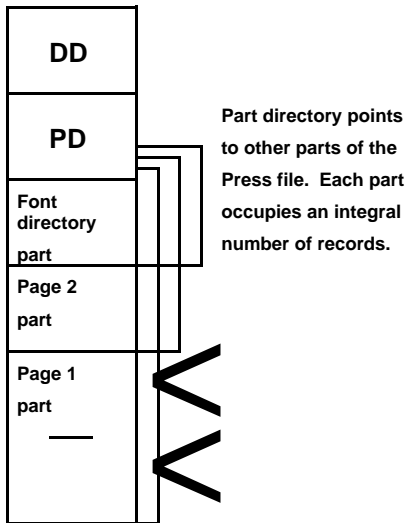 DD
PD
Part directory points
to other parts of the
Press file.  Each part
occupies an integral
number of records.
Font
directory
part
Page 2
part
Page 1
part